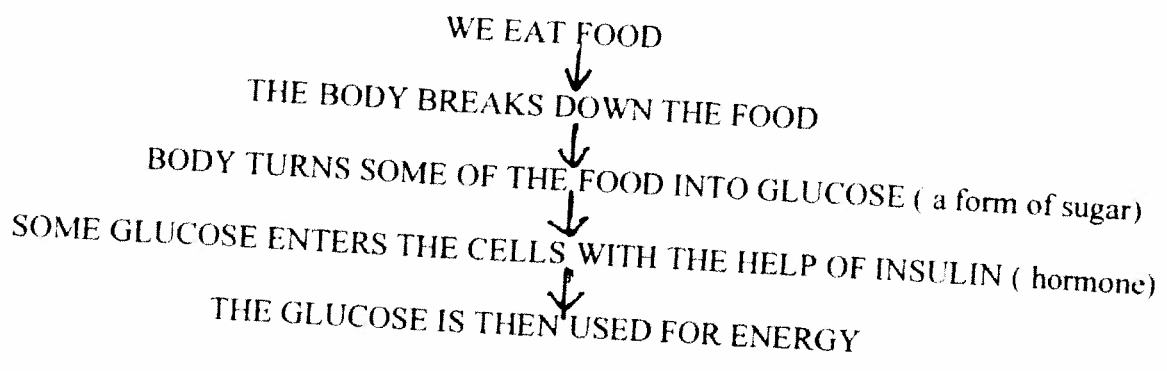 WE EAT FOOD
THE BODY BREAKS DOWN THE FOOD
BODY TURNS SOME OF THE FOOD INTO GLUCOSE ( a form of sugar)
SOME GLUCOSE ENTERS THE CELLS WITH THE HELP OF INSULIN ( hormone)
THE GLUCOSE IS THEN USED FOR ENERGY